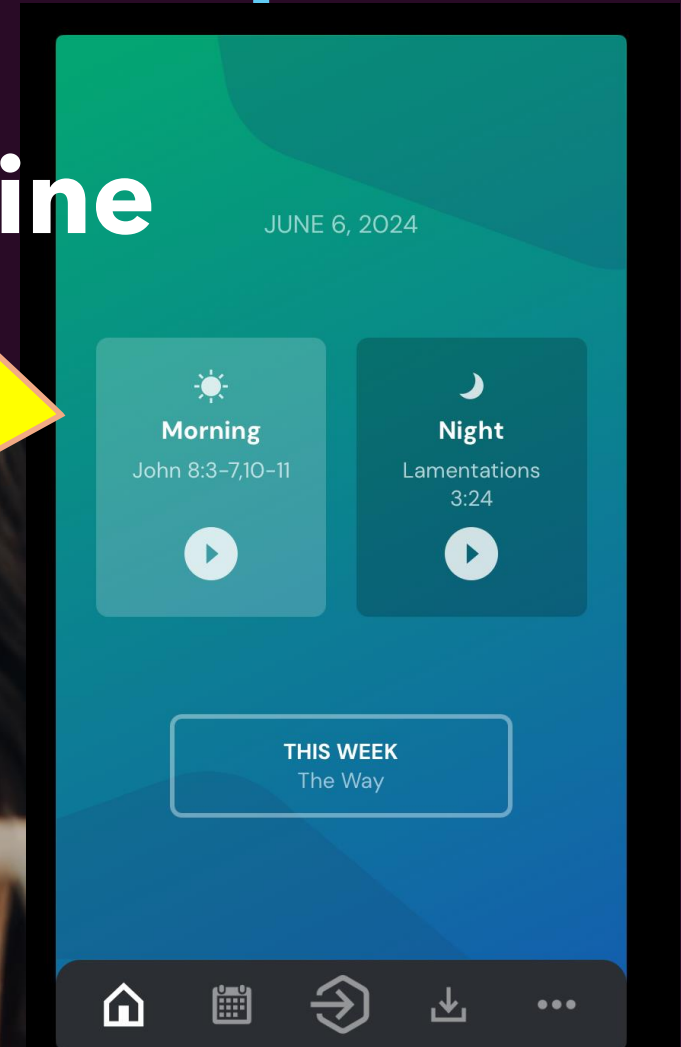 ine
JUNE 6, 2024
Morning
John 8:3-7,10-11
Night
Lamentations
3:24
THIS WEEK
The Way